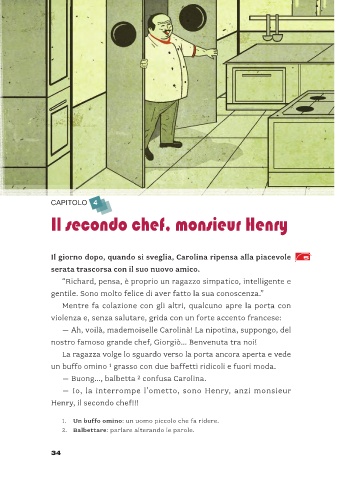 CAPITOLO 4
Il secondo chef, monsieur Henry
Il giorno dopo, quando si sveglia, Carolina ripensa alla piacevole
serata trascorsa con il suo nuovo amico.
“Richard, pensa, è proprio un ragazzo simpatico, intelligente e
gentile. Sono molto felice di aver fatto la sua conoscenza.”
Mentre fa colazione con gli altri, qualcuno apre la porta con
violenza e, senza salutare, grida con un forte accento francese:
— Ah, voilà, mademoiselle Carolinà! La nipotina, suppongo, del
nostro famoso grande chef, Giorgiò... Benvenuta tra noi!
La ragazza volge lo sguardo verso la porta ancora aperta e vede
un buffo omino ¹ grasso con due baffetti ridicoli e fuori moda.
— Buong..., balbetta ² confusa Carolina.
— Io, la interrompe l’ometto, sono Henry, anzi monsieur
Henry, il secondo chef!!!
1. Un buffo omino: un uomo piccolo che fa ridere.
2. Balbettare: parlare alterando le parole.
34